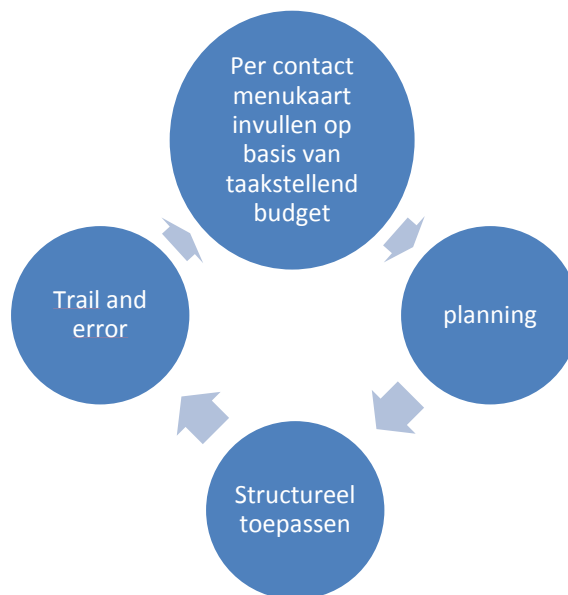 Per contact
menukaart
invullen op
basis van
taakstellend
budget
planning
Structureel
toepassen
Trail and
error